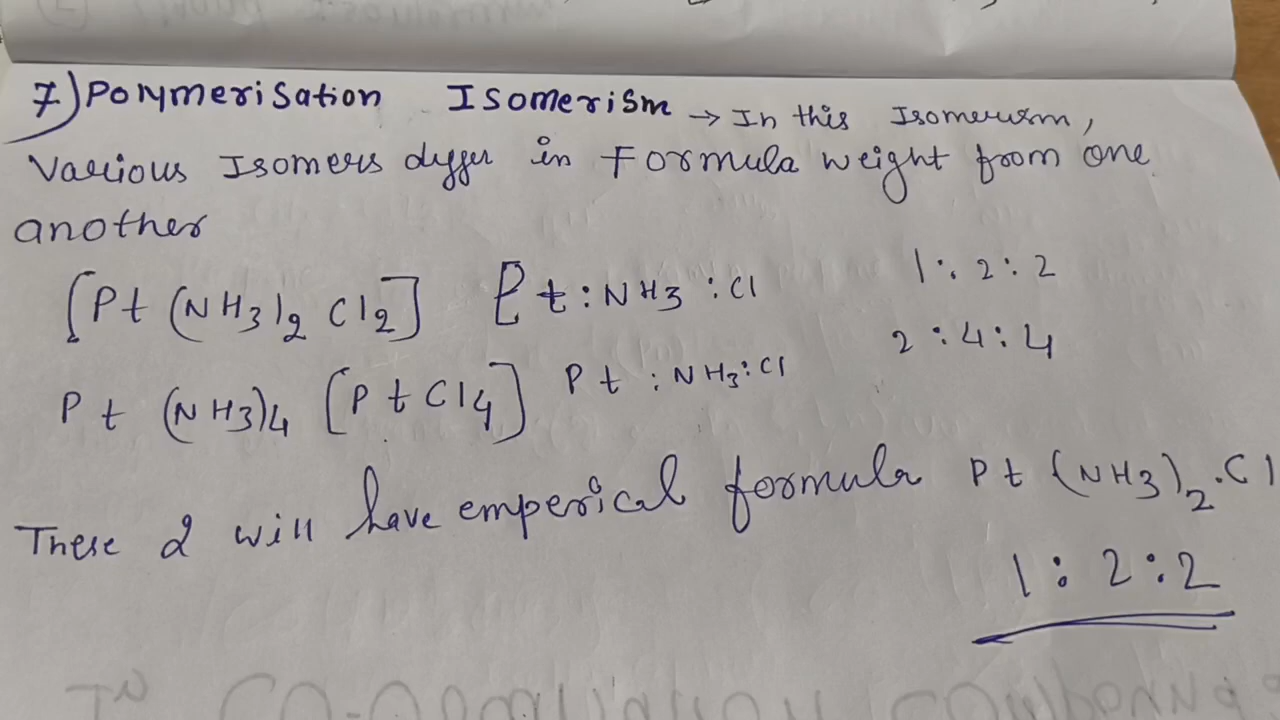 7) Polymerisation Isomerism → In this Isomerism,
Various Isomers differ in Formula weight from one
another
[Pt (NH3)2 Cl2] [Pt : NH3 : Cl 1 : 2 : 2
Pt (NH3)4 [Pt Cl4] Pt : NH3 : Cl 2 : 4 : 4
These 2 will have emperical formula Pt (NH3)2 . Cl
1 : 2 : 2